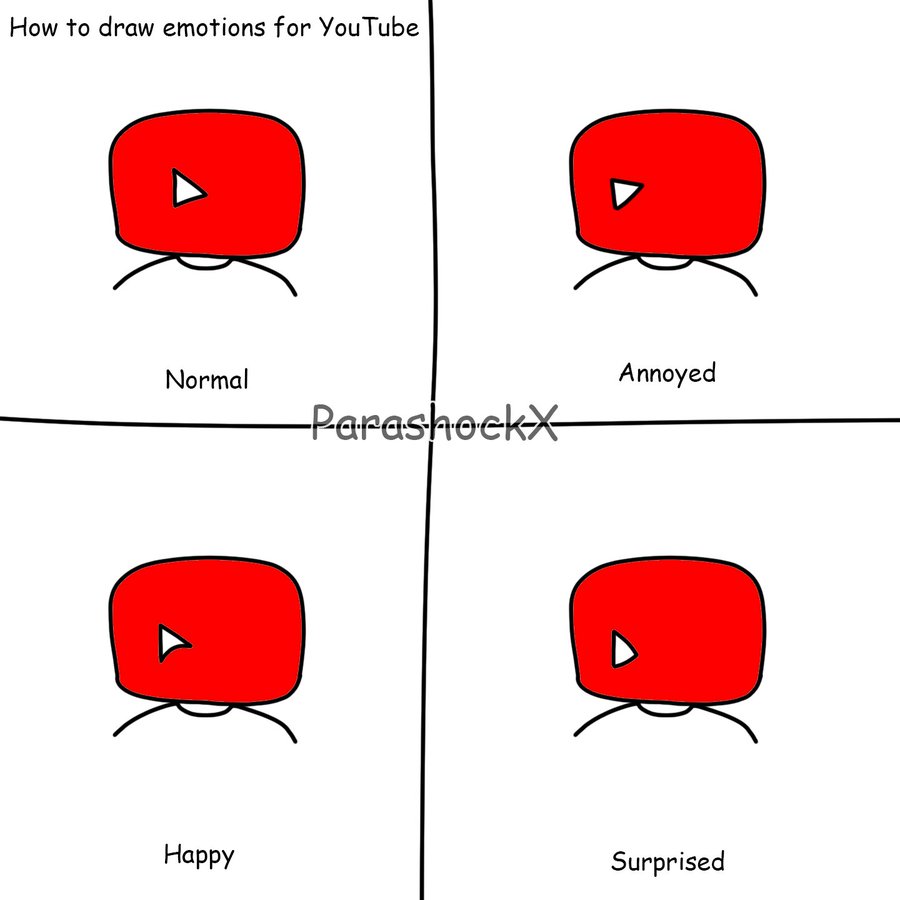 How to draw emotions for YouTube
Normal
Annoyed
ParashockX
Happy
Surprised